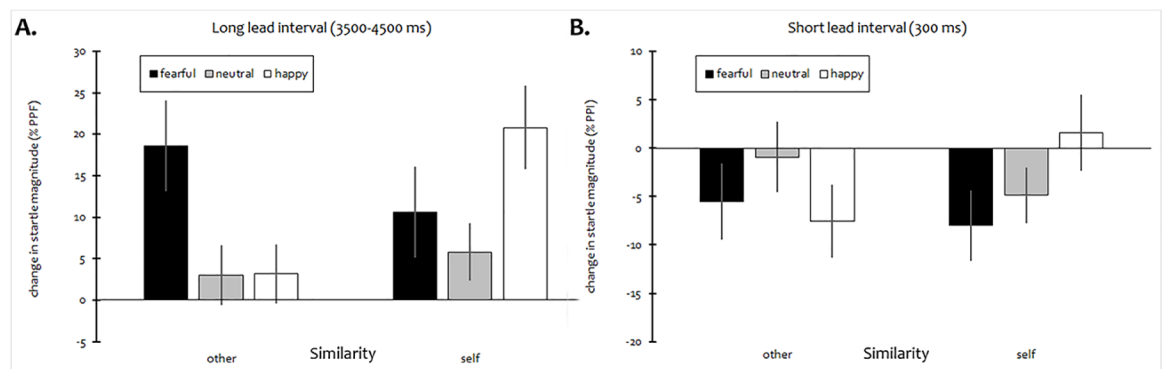 A.
Long lead interval (3500-4500 ms)
change in startle magnitude (% PPF)
30
25
20
15
10
5
0
-5
fearful neutral happy
other Similarity self
B.
Short lead interval (300 ms)
change in startle magnitude (% PPI)
10
5
0
-5
-10
-15
-20
fearful neutral happy
other Similarity self